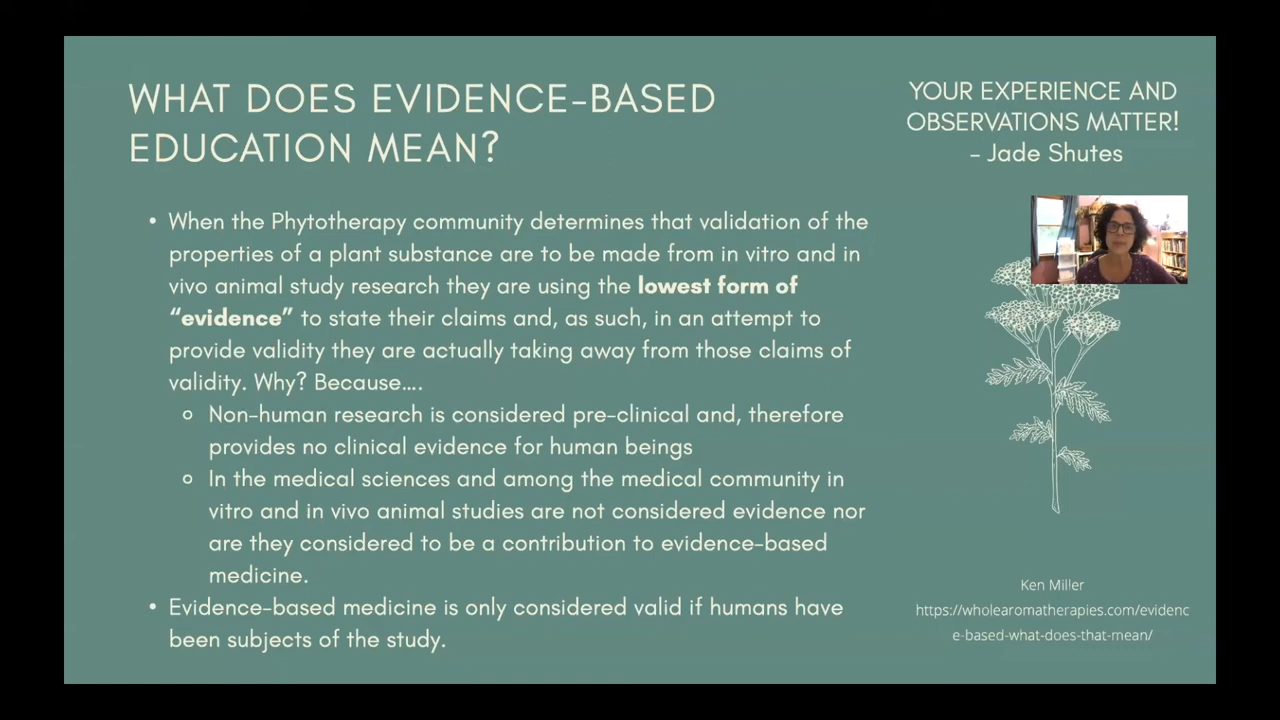 WHAT DOES EVIDENCE-BASED
EDUCATION MEAN?
YOUR EXPERIENCE AND
OBSERVATIONS MATTER!
- Jade Shutes
• When the Phytotherapy community determines that validation of the
properties of a plant substance are to be made from in vitro and in
vivo animal study research they are using the lowest form of
“evidence” to state their claims and, as such, in an attempt to
provide validity they are actually taking away from those claims of
validity. Why? Because....
○ Non-human research is considered pre-clinical and, therefore
provides no clinical evidence for human beings
○ In the medical sciences and among the medical community in
vitro and in vivo animal studies are not considered evidence nor
are they considered to be a contribution to evidence-based
medicine.
• Evidence-based medicine is only considered valid if humans have
been subjects of the study.
Ken Miller
https://wholearomatherapies.com/evidenc
e-based-what-does-that-mean/